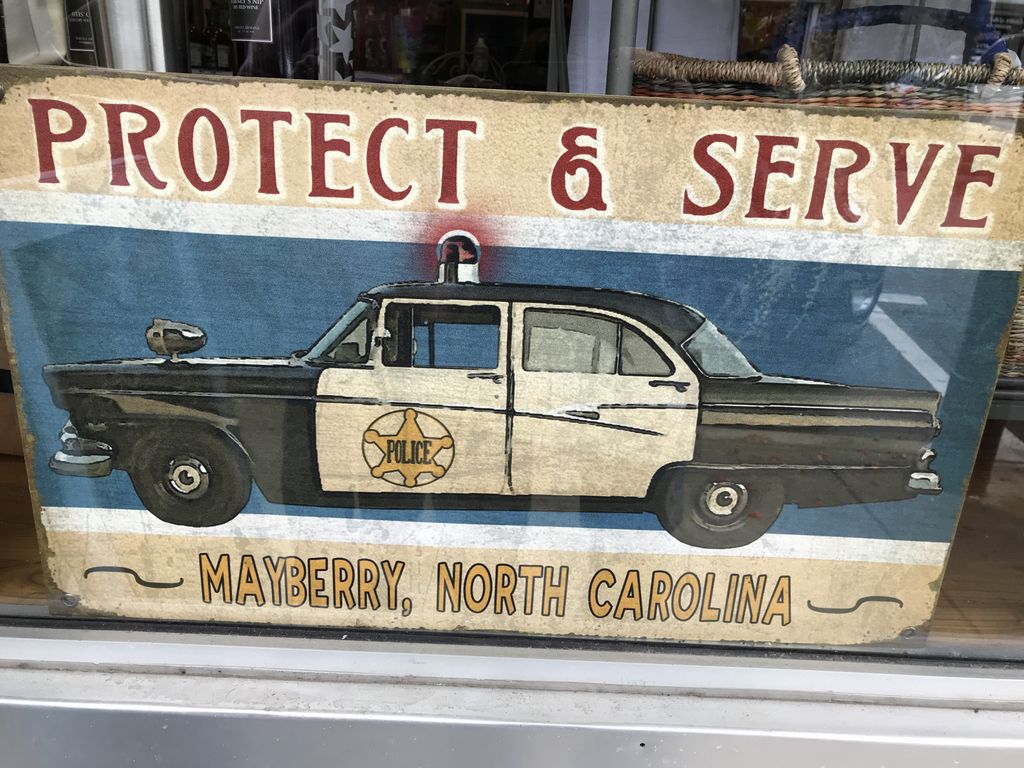 PROTECT & SERVE
POLICE
MAYBERRY, NORTH CAROLINA